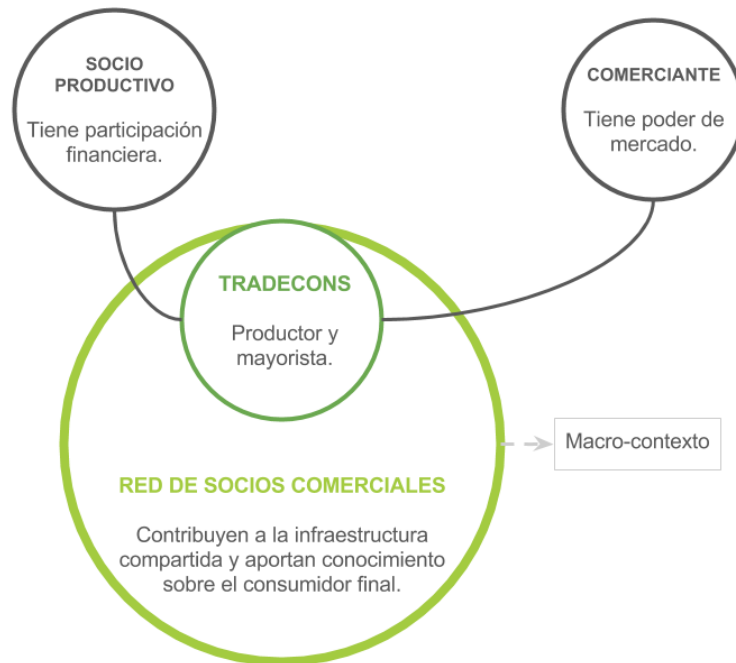 SOCIO
PRODUCTIVO
Tiene participación
financiera.
COMERCIANTE
Tiene poder de
mercado.
TRADECONS
Productor y
mayorista.
Macro-contexto
RED DE SOCIOS COMERCIALES
Contribuyen a la infraestructura
compartida y aportan conocimiento
sobre el consumidor final.